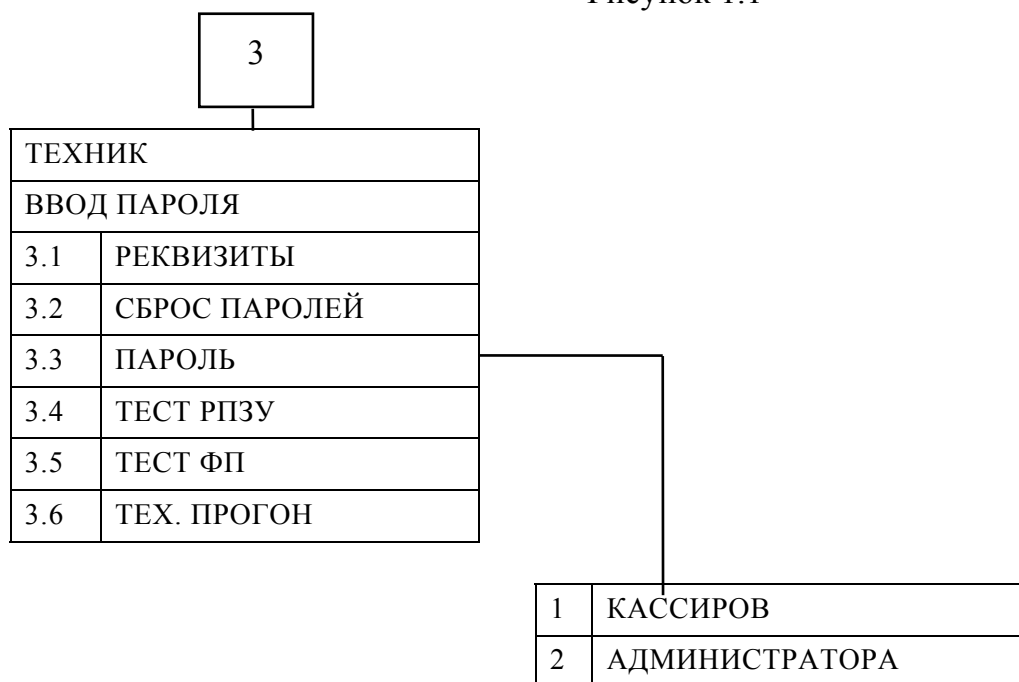 Рисунок 1.1
3
ТЕХНИК
ВВОД ПАРОЛЯ
3.1 РЕКВИЗИТЫ
3.2 СБРОС ПАРОЛЕЙ
3.3 ПАРОЛЬ
3.4 ТЕСТ РПЗУ
3.5 ТЕСТ ФП
3.6 ТЕХ. ПРОГОН
1 КАССИРОВ
2 АДМИНИСТРАТОРА